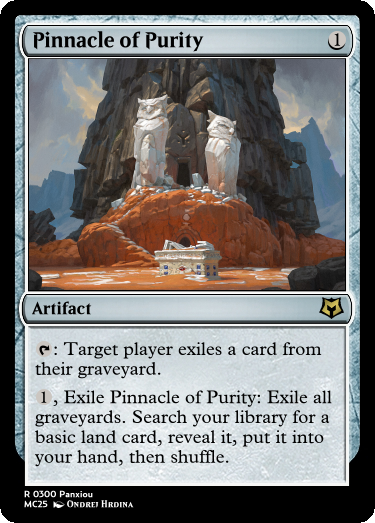 Pinnacle of Purity 1
Artifact
: Target player exiles a card from
their graveyard.
1, Exile Pinnacle of Purity: Exile all
graveyards. Search your library for a
basic land card, reveal it, put it into
your hand, then shuffle.
R 0300 Panxiou
MC25 Ondrej Hrdina